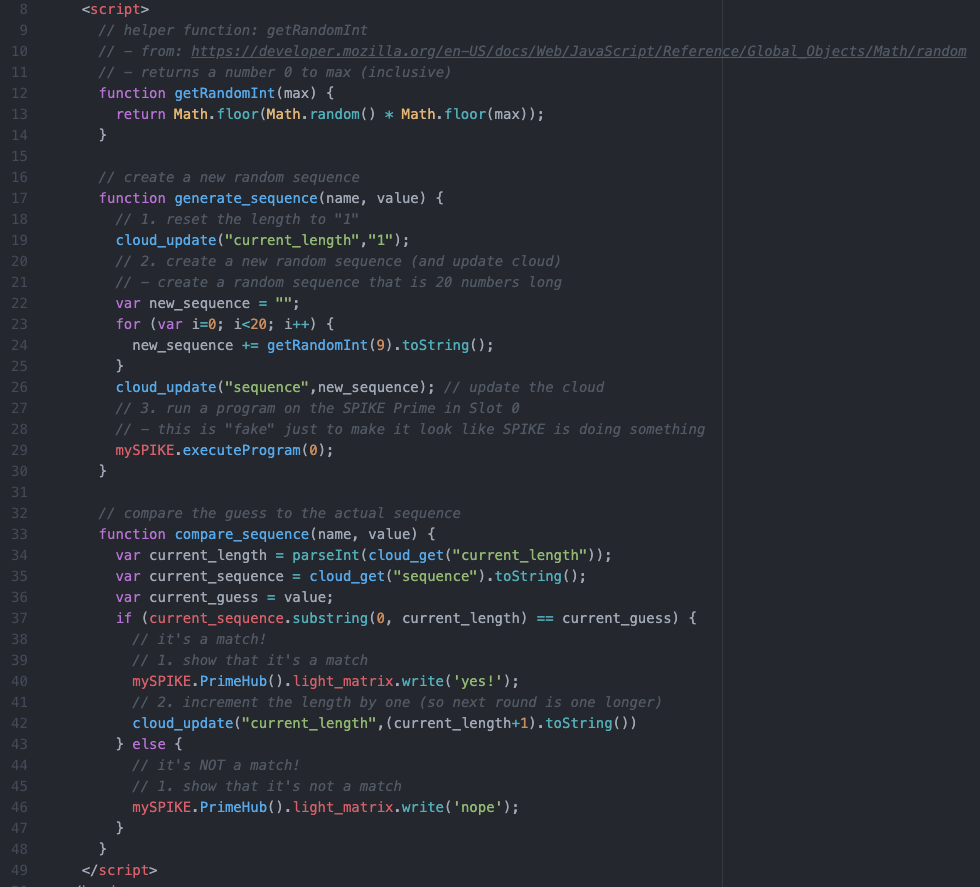 8 <script>
9 // helper function: getRandomInt
10 // – from: https://developer.mozilla.org/en-US/docs/Web/JavaScript/Reference/Global_Objects/Math/random
11 // – returns a number 0 to max (inclusive)
12 function getRandomInt(max) {
13 return Math.floor(Math.random() * Math.floor(max));
14 }
15
16 // create a new random sequence
17 function generate_sequence(name, value) {
18 // 1. reset the length to "1"
19 cloud_update("current_length","1");
20 // 2. create a new random sequence (and update cloud)
21 // – create a random sequence that is 20 numbers long
22 var new_sequence = "";
23 for (var i=0; i<20; i++) {
24 new_sequence += getRandomInt(9).toString();
25 }
26 cloud_update("sequence",new_sequence); // update the cloud
27 // 3. run a program on the SPIKE Prime in Slot 0
28 // – this is "fake" just to make it look like SPIKE is doing something
29 mySPIKE.executeProgram(0);
30 }
31
32 // compare the guess to the actual sequence
33 function compare_sequence(name, value) {
34 var current_length = parseInt(cloud_get("current_length"));
35 var current_sequence = cloud_get("sequence").toString();
36 var current_guess = value;
37 if (current_sequence.substring(0, current_length) == current_guess) {
38 // it's a match!
39 // 1. show that it's a match
40 mySPIKE.PrimeHub().light_matrix.write('yes!');
41 // 2. increment the length by one (so next round is one longer)
42 cloud_update("current_length",(current_length+1).toString())
43 } else {
44 // it's NOT a match!
45 // 1. show that it's not a match
46 mySPIKE.PrimeHub().light_matrix.write('nope');
47 }
48 }
49 </script>